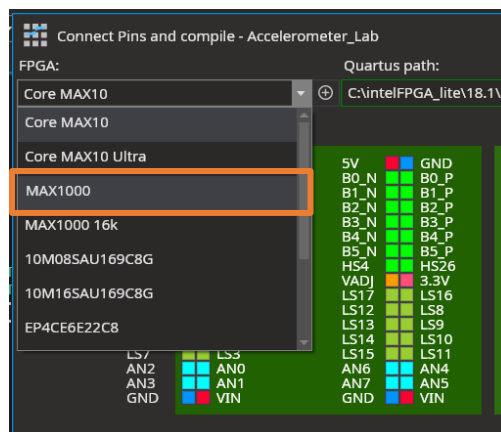 Connect Pins and compile - Accelerometer_Lab
FPGA:
Quartus path:
Core MAX10
C:\intelFPGA_lite\18.1\
Core MAX10
Core MAX10 Ultra
MAX1000
MAX1000 16k
10M08SAU169C8G
10M16SAU169C8G
EP4CE6E22C8
5V GND
B0_N B0_P
B1_N B1_P
B2_N B2_P
B3_N B3_P
B4_N B4_P
B5_N B5_P
HS4 HS26
VADJ 3.3V
LS17 LS16
LS12 LS8
LS13 LS9
LS14 LS10
LS7 LS3 LS15 LS11
AN2 AN0 AN6 AN4
AN3 AN1 AN7 AN5
GND VIN GND VIN